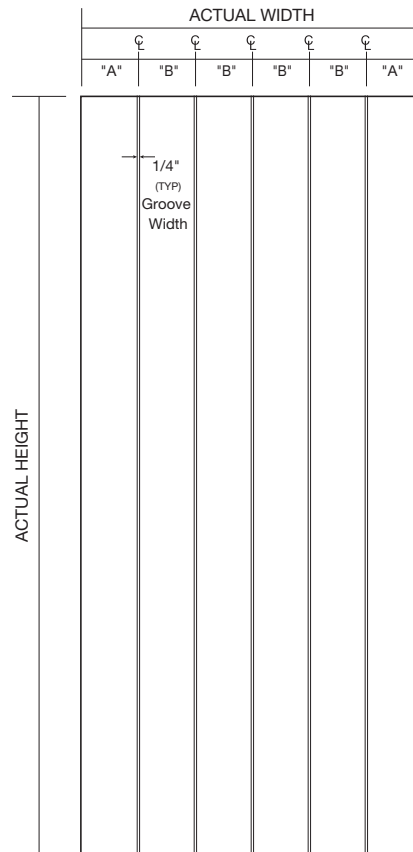 ACTUAL WIDTH
℄ ℄ ℄ ℄ ℄
"A" "B" "B" "B" "B" "A"
1/4"
(TYP)
Groove
Width
ACTUAL HEIGHT